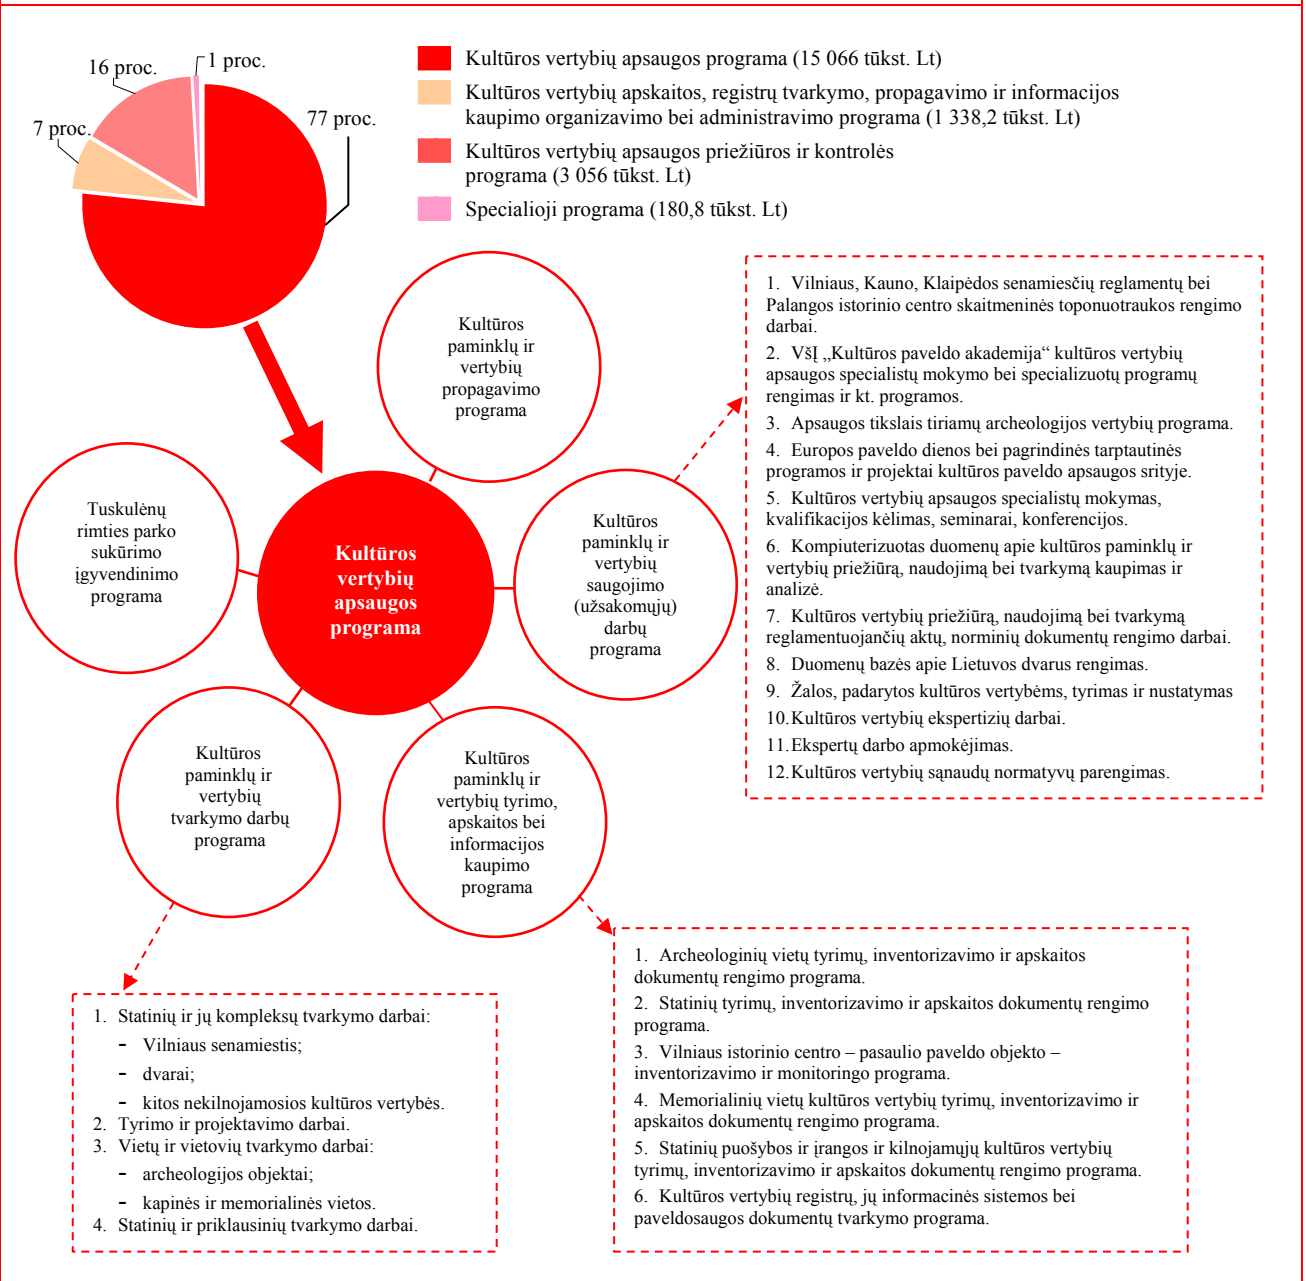 16 proc.
1 proc.
7 proc.
77 proc.
Kultūros vertybių apsaugos programa (15 066 tūkst. Lt)
Kultūros vertybių apskaitos, registrų tvarkymo, propagavimo ir informacijos
kaupimo organizavimo bei administravimo programa (1 338,2 tūkst. Lt)
Kultūros vertybių apsaugos priežiūros ir kontrolės
programa (3 056 tūkst. Lt)
Specialioji programa (180,8 tūkst. Lt)
Kultūros
paminklų ir
vertybių
propagavimo
programa
Tuskulėnų
rimties parko
sukūrimo
įgyvendinimo
programa
Kultūros
vertybių
apsaugos
programa
Kultūros
paminklų ir
vertybių
saugojimo
(užsakomųjų)
darbų
programa
1. Vilniaus, Kauno, Klaipėdos senamiesčių reglamentų bei
Palangos istorinio centro skaitmeninės toponuotraukos rengimo
darbai.
2. VšĮ „Kultūros paveldo akademija“ kultūros vertybių
apsaugos specialistų mokymo bei specializuotų programų
rengimas ir kt. programos.
3. Apsaugos tikslais tiriamų archeologijos vertybių programa.
4. Europos paveldo dienos bei pagrindinės tarptautinės
programos ir projektai kultūros paveldo apsaugos srityje.
5. Kultūros vertybių apsaugos specialistų mokymas,
kvalifikacijos kėlimas, seminarai, konferencijos.
6. Kompiuterizuotas duomenų apie kultūros paminklų ir
vertybių priežiūrą, naudojimą bei tvarkymą kaupimas ir
analizė.
7. Kultūros vertybių priežiūrą, naudojimą bei tvarkymą
reglamentuojančių aktų, norminių dokumentų rengimo darbai.
8. Duomenų bazės apie Lietuvos dvarus rengimas.
9. Žalos, padarytos kultūros vertybėms, tyrimas ir nustatymas
10. Kultūros vertybių ekspertizių darbai.
11. Ekspertų darbo apmokėjimas.
12. Kultūros vertybių sąnaudų normatyvų parengimas.
Kultūros
paminklų ir
vertybių
tvarkymo darbų
programa
Kultūros
paminklų ir
vertybių tyrimo,
apskaitos bei
informacijos
kaupimo
programa
1. Statinių ir jų kompleksų tvarkymo darbai:
- Vilniaus senamiestis;
- dvarai;
- kitos nekilnojamosios kultūros vertybės.
2. Tyrimo ir projektavimo darbai.
3. Vietų ir vietovių tvarkymo darbai:
- archeologijos objektai;
- kapinės ir memorialinės vietos.
4. Statinių ir priklausinių tvarkymo darbai.
1. Archeologinių vietų tyrimų, inventorizavimo ir apskaitos
dokumentų rengimo programa.
2. Statinių tyrimų, inventorizavimo ir apskaitos dokumentų rengimo
programa.
3. Vilniaus istorinio centro – pasaulio paveldo objekto –
inventorizavimo ir monitoringo programa.
4. Memorialinių vietų kultūros vertybių tyrimų, inventorizavimo ir
apskaitos dokumentų rengimo programa.
5. Statinių puošybos ir įrangos ir kilnojamųjų kultūros vertybių
tyrimų, inventorizavimo ir apskaitos dokumentų rengimo programa.
6. Kultūros vertybių registrų, jų informacinės sistemos bei
paveldosaugos dokumentų tvarkymo programa.